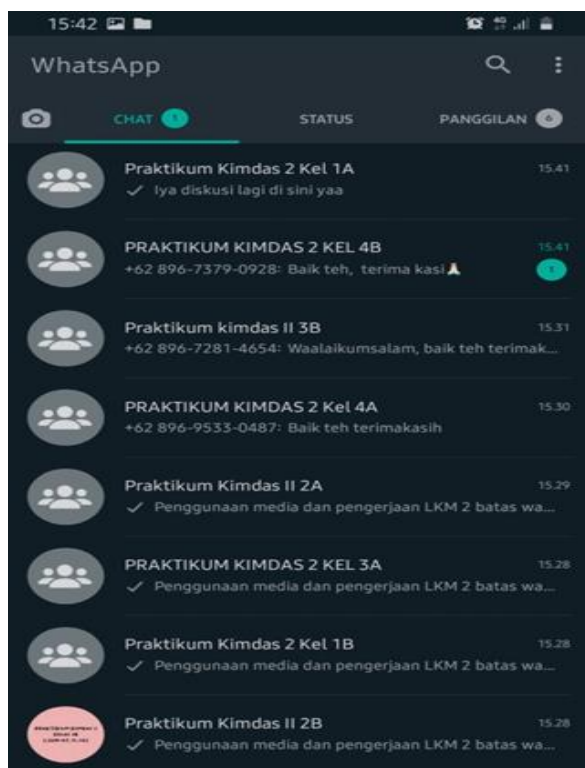 15:42
WhatsApp
CHAT 1 STATUS PANGGILAN 6
Praktikum Kimdas 2 Kel 1A 15.41
Iya diskusi lagi di sini yaa
PRAKTIKUM KIMDAS 2 KEL 4B 15.41
+62 896-7379-0928: Baik teh, terima kasi🙏🏻 1
Praktikum kimdas II 3B 15.31
+62 896-7281-4654: Waalaikumsalam, baik teh terimak...
PRAKTIKUM KIMDAS 2 Kel 4A 15.30
+62 896-9533-0487: Baik teh terimakasih
Praktikum Kimdas II 2A 15.29
Penggunaan media dan pengerjaan LKM 2 batas wa...
PRAKTIKUM KIMDAS 2 KEL 3A 15.28
Penggunaan media dan pengerjaan LKM 2 batas wa...
Praktikum Kimdas 2 Kel 1B 15.28
Penggunaan media dan pengerjaan LKM 2 batas wa...
Praktikum Kimdas II 2B 15.28
Penggunaan media dan pengerjaan LKM 2 batas wa...